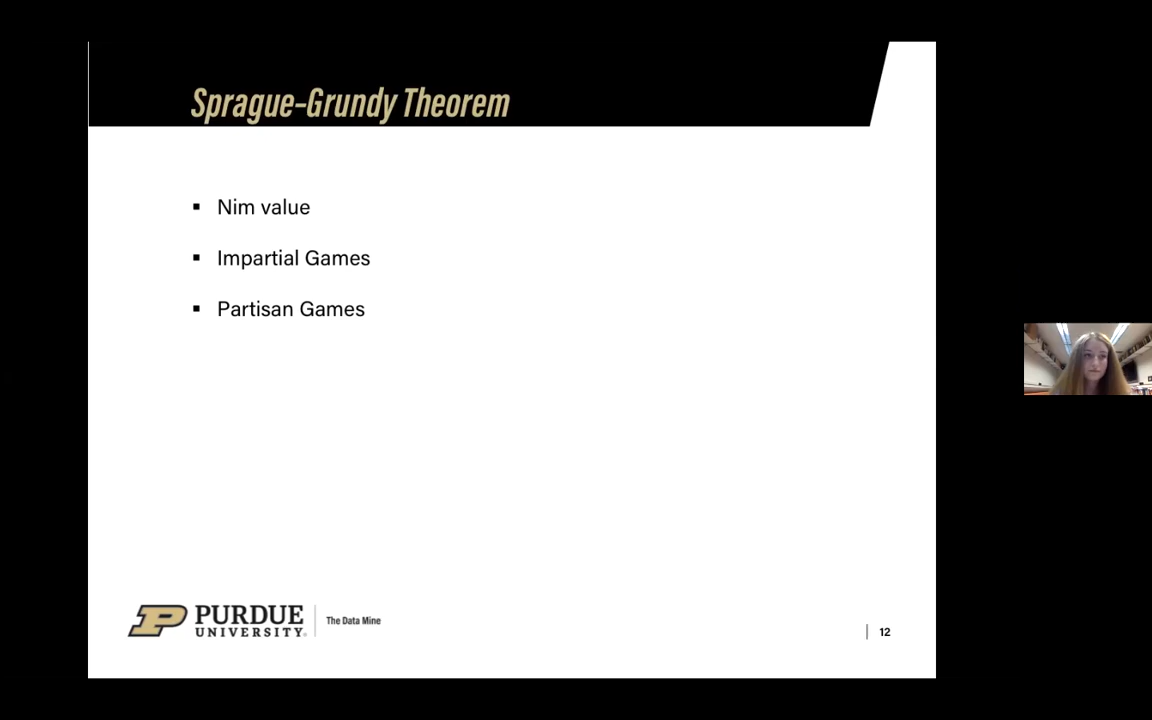 Sprague-Grundy Theorem
▪ Nim value
▪ Impartial Games
▪ Partisan Games
PURDUE
UNIVERSITY®
The Data Mine
12